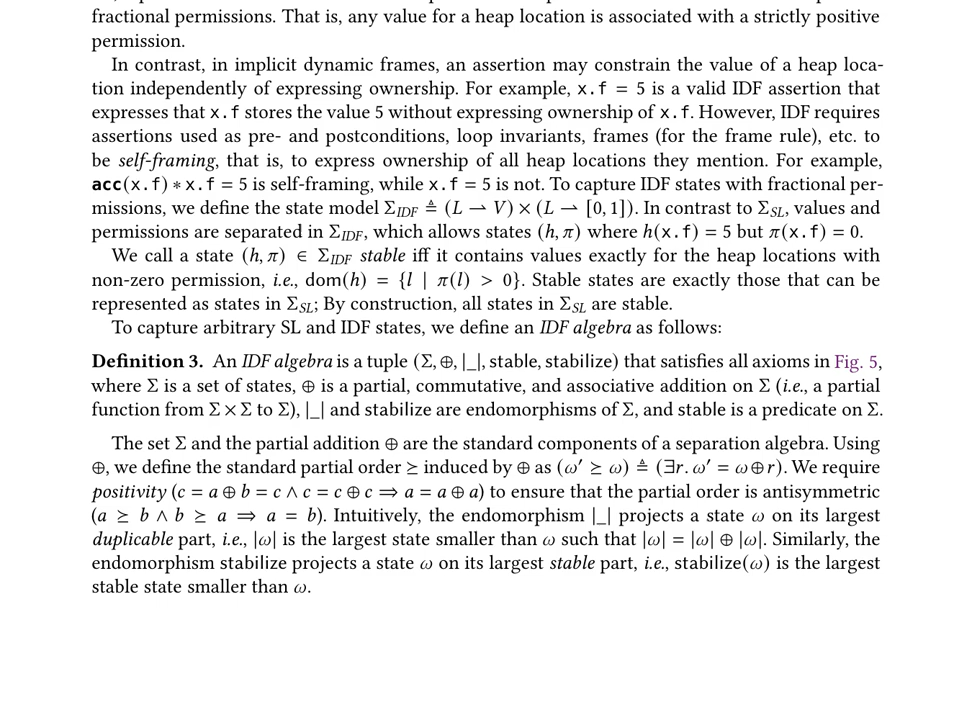 fractional permissions. That is, any value for a heap location is associated with a strictly positive
permission.
In contrast, in implicit dynamic frames, an assertion may constrain the value of a heap loca-
tion independently of expressing ownership. For example, x.f = 5 is a valid IDF assertion that
expresses that x.f stores the value 5 without expressing ownership of x.f. However, IDF requires
assertions used as pre- and postconditions, loop invariants, frames (for the frame rule), etc. to
be self-framing, that is, to express ownership of all heap locations they mention. For example,
acc(x.f) ∗ x.f = 5 is self-framing, while x.f = 5 is not. To capture IDF states with fractional per-
missions, we define the state model Σ_IDF ≜ (L ⇀ V) × (L ⇀ [0, 1]). In contrast to Σ_SL, values and
permissions are separated in Σ_IDF, which allows states (h, π) where h(x.f) = 5 but π(x.f) = 0.
We call a state (h, π) ∈ Σ_IDF stable iff it contains values exactly for the heap locations with
non-zero permission, i.e., dom(h) = {l | π(l) > 0}. Stable states are exactly those that can be
represented as states in Σ_SL; By construction, all states in Σ_SL are stable.
To capture arbitrary SL and IDF states, we define an IDF algebra as follows:
Definition 3. An IDF algebra is a tuple (Σ, ⊕, |_|, stable, stabilize) that satisfies all axioms in Fig. 5,
where Σ is a set of states, ⊕ is a partial, commutative, and associative addition on Σ (i.e., a partial
function from Σ × Σ to Σ), |_| and stabilize are endomorphisms of Σ, and stable is a predicate on Σ.
The set Σ and the partial addition ⊕ are the standard components of a separation algebra. Using
⊕, we define the standard partial order ⪰ induced by ⊕ as (ω′ ⪰ ω) ≜ (∃r. ω′ = ω ⊕ r). We require
positivity (c = a ⊕ b = c ∧ c = c ⊕ c ⟹ a = a ⊕ a) to ensure that the partial order is antisymmetric
(a ⪰ b ∧ b ⪰ a ⟹ a = b). Intuitively, the endomorphism |_| projects a state ω on its largest
duplicable part, i.e., |ω| is the largest state smaller than ω such that |ω| = |ω| ⊕ |ω|. Similarly, the
endomorphism stabilize projects a state ω on its largest stable part, i.e., stabilize(ω) is the largest
stable state smaller than ω.